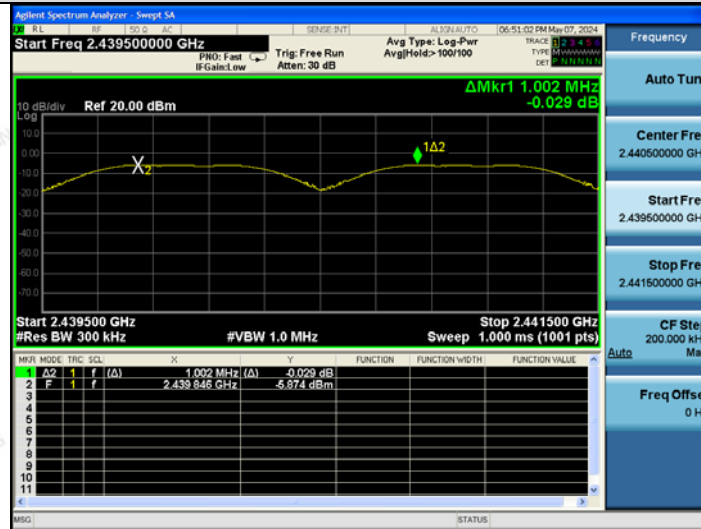 Agilent Spectrum Analyzer - Swept SA
RL RF 50 Ω AC SENSE:INT ALIGNAUTO 06:51:02 PM May 07, 2024
Start Freq 2.439500000 GHz
PNO: Fast
IFGain:Low
Trig: Free Run
Atten: 30 dB
Avg Type: Log-Pwr
Avg|Hold:>100/100
TRACE 1 2 3 4 5 6
TYPE M
DET P N N N N N
ΔMkr1 1.002 MHz
-0.029 dB
10 dB/div Ref 20.00 dBm
Log
10.0
0.00
-10.0
-20.0
-30.0
-40.0
-50.0
-60.0
-70.0
X2
1Δ2
Start 2.439500 GHz Stop 2.441500 GHz
#Res BW 300 kHz #VBW 1.0 MHz Sweep 1.000 ms (1001 pts)
MKR MODE TRC SCL X Y FUNCTION FUNCTION WIDTH FUNCTION VALUE
1 Δ2 1 f (Δ) 1.002 MHz (Δ) -0.029 dB
2 F 1 f 2.439 846 GHz -5.874 dBm
3
4
5
6
7
8
9
10
11
MSG STATUS
Frequency
Auto Tun
Center Fre
2.440500000 GH
Start Fre
2.439500000 GH
Stop Fre
2.441500000 GH
CF Ste
200.000 kH
Auto Ma
Freq Offse
0 H